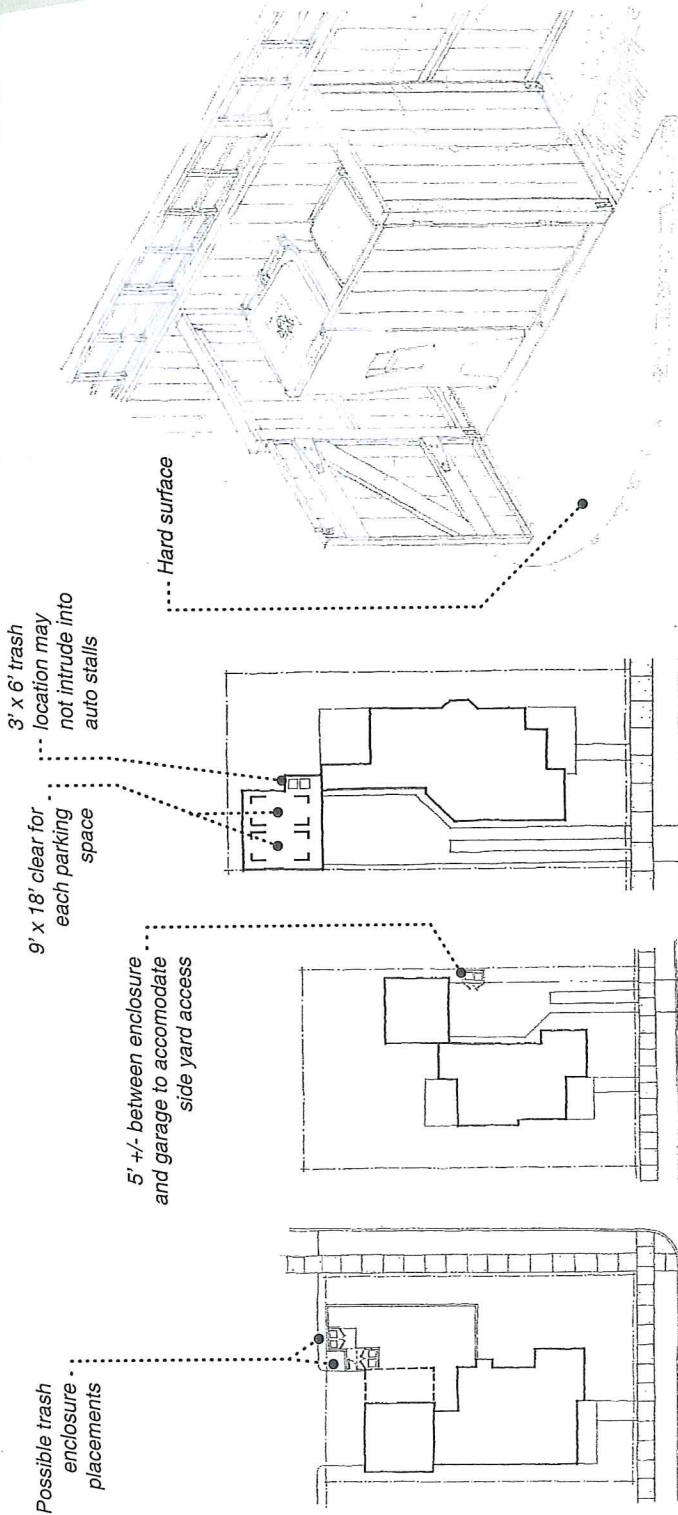 Possible trash
enclosure
placements
5' +/- between enclosure
and garage to accomodate
side yard access
9' x 18' clear for
each parking
space
3' x 6' trash
location may
not intrude into
auto stalls
Hard surface